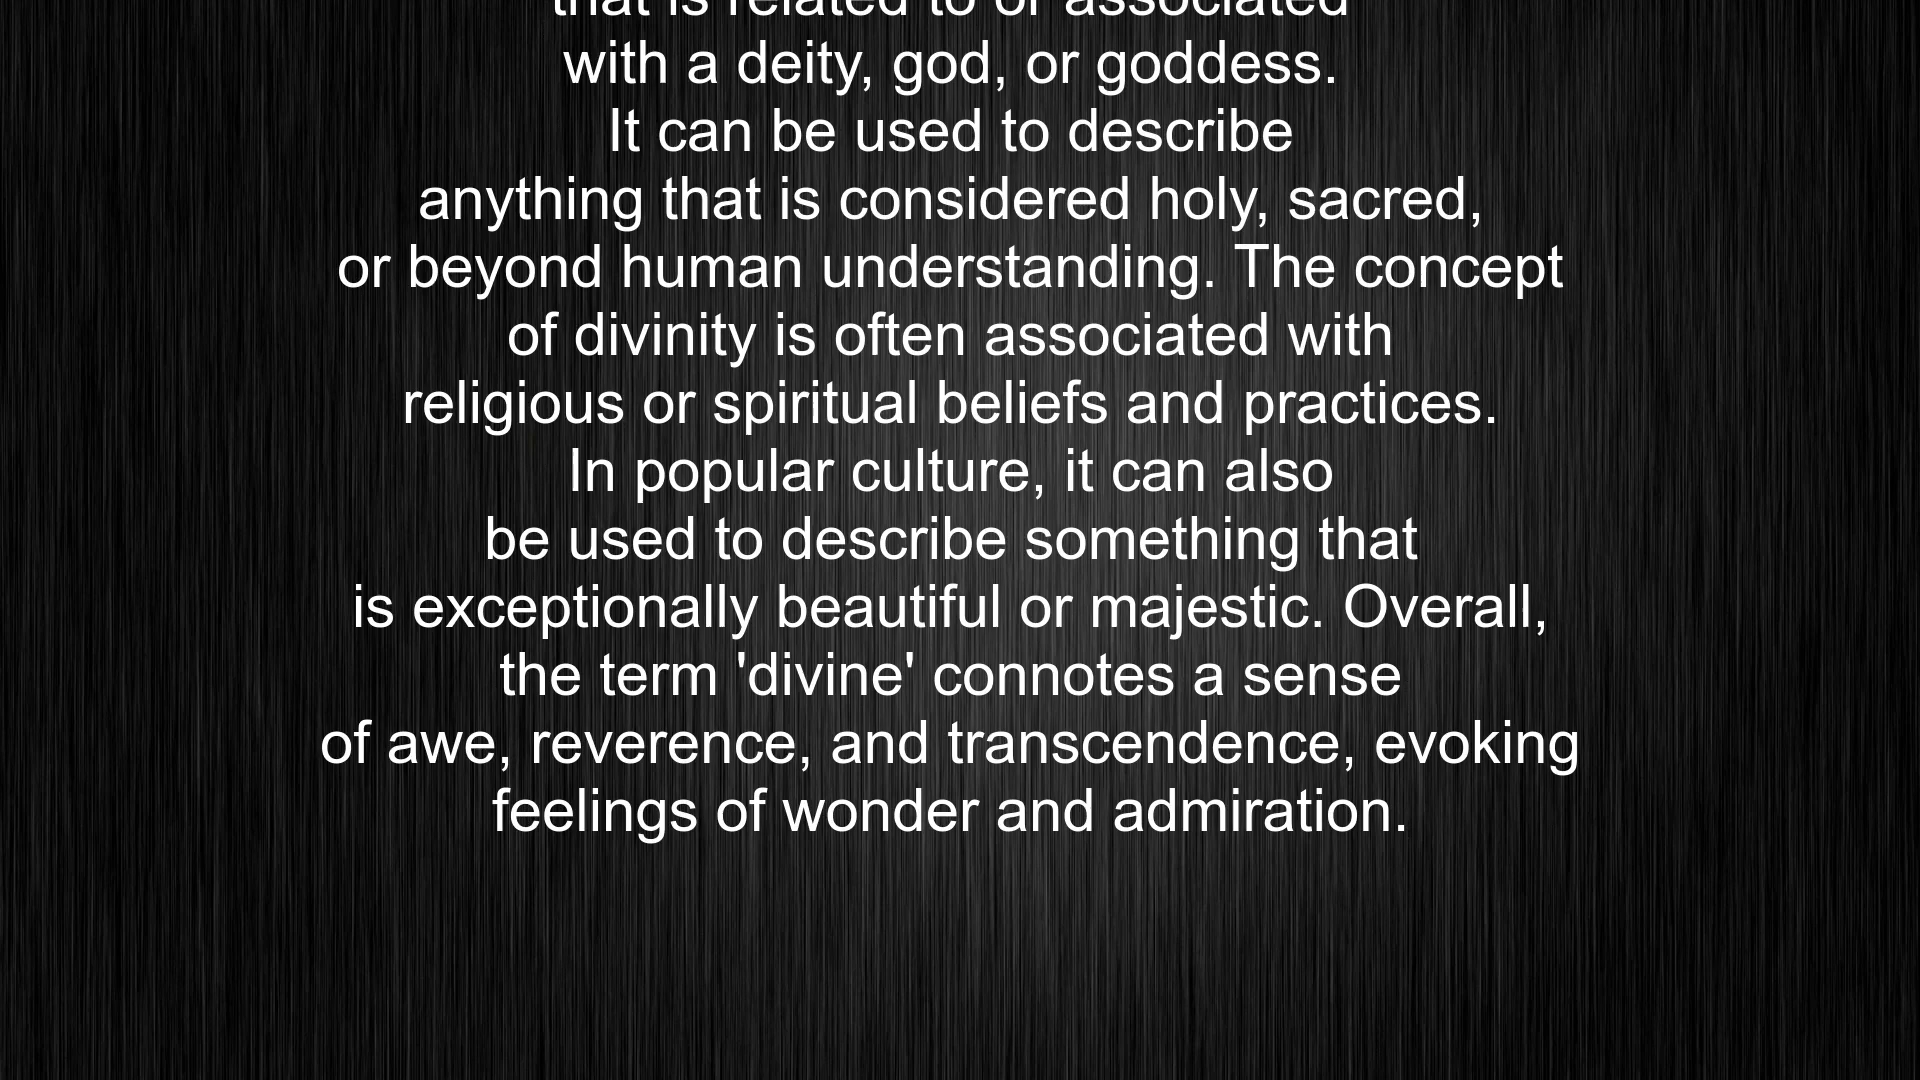 that is related to or associated
with a deity, god, or goddess.
It can be used to describe
anything that is considered holy, sacred,
or beyond human understanding. The concept
of divinity is often associated with
religious or spiritual beliefs and practices.
In popular culture, it can also
be used to describe something that
is exceptionally beautiful or majestic. Overall,
the term 'divine' connotes a sense
of awe, reverence, and transcendence, evoking
feelings of wonder and admiration.